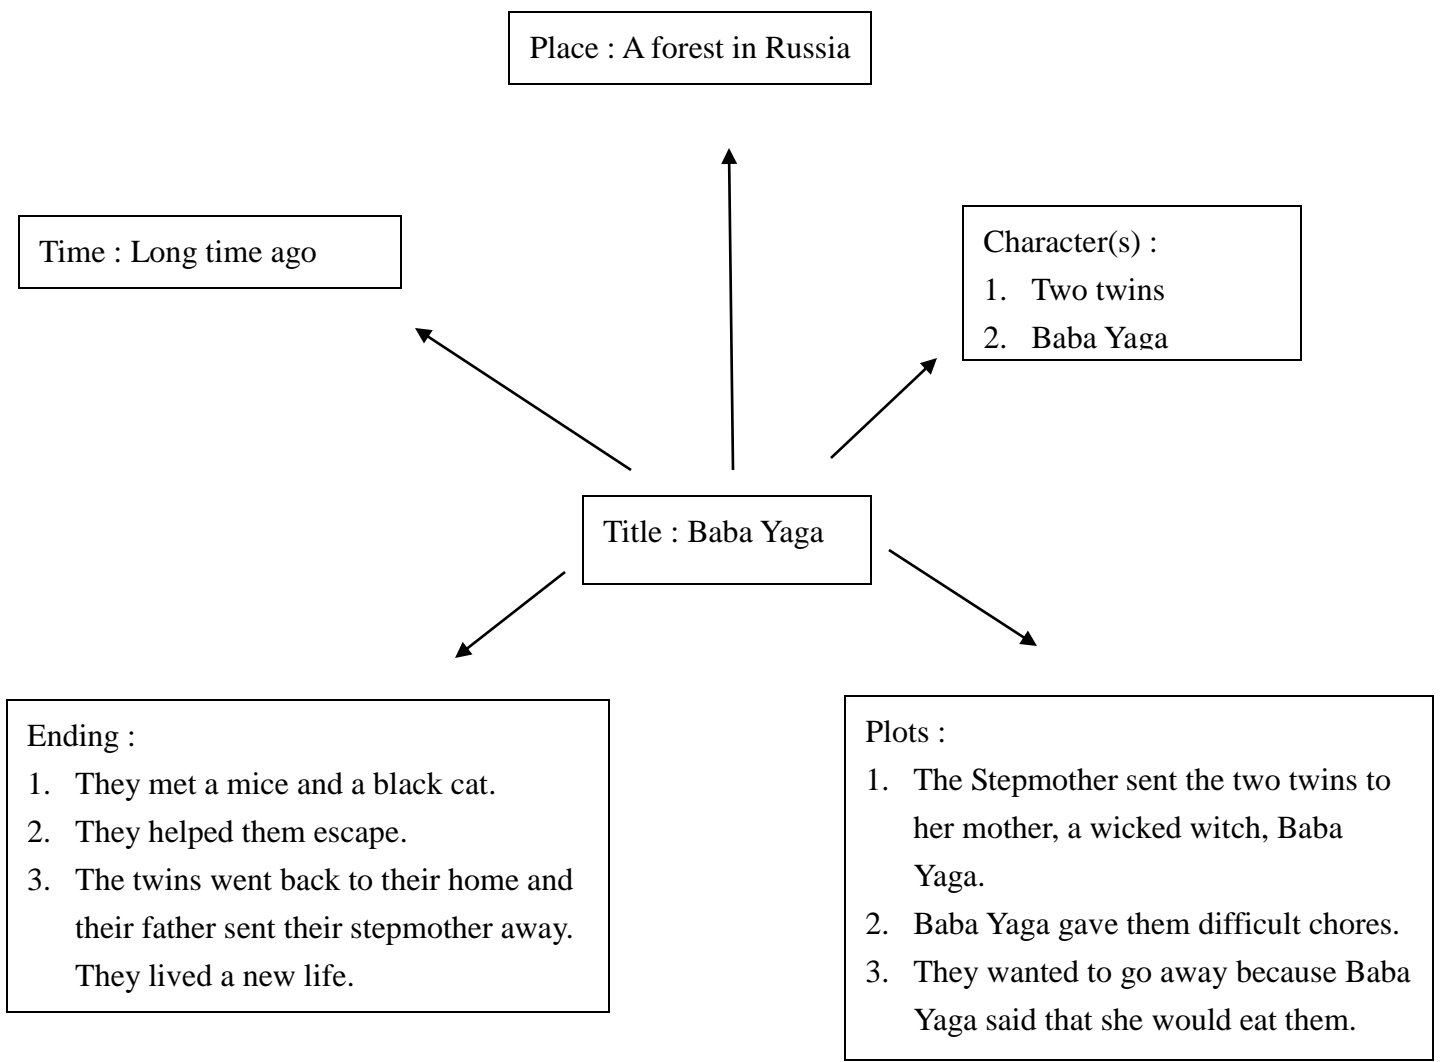 Place : A forest in Russia
Time : Long time ago
Character(s) :
1. Two twins
2. Baba Yaga
Title : Baba Yaga
Ending :
1. They met a mice and a black cat.
2. They helped them escape.
3. The twins went back to their home and
their father sent their stepmother away.
They lived a new life.
Plots :
1. The Stepmother sent the two twins to
her mother, a wicked witch, Baba
Yaga.
2. Baba Yaga gave them difficult chores.
3. They wanted to go away because Baba
Yaga said that she would eat them.